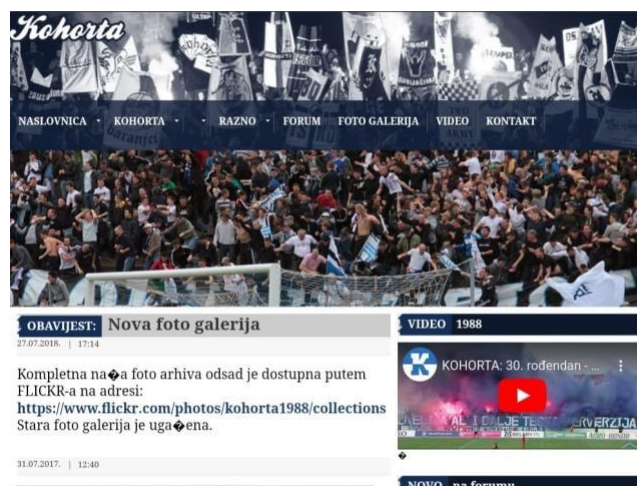 Kohorta
NASLOVNICA - KOHORTA - - RAZNO - FORUM FOTO GALERIJA VIDEO KONTAKT
OBAVIJEST: Nova foto galerija
27.07.2018. | 17:14
Kompletna na�a foto arhiva odsad je dostupna putem
FLICKR-a na adresi:
https://www.flickr.com/photos/kohorta1988/collections
Stara foto galerija je uga�ena.
31.07.2017. | 12:40
VIDEO 1988
KOHORTA: 30. rođendan - ...
�
NOVO na forumu